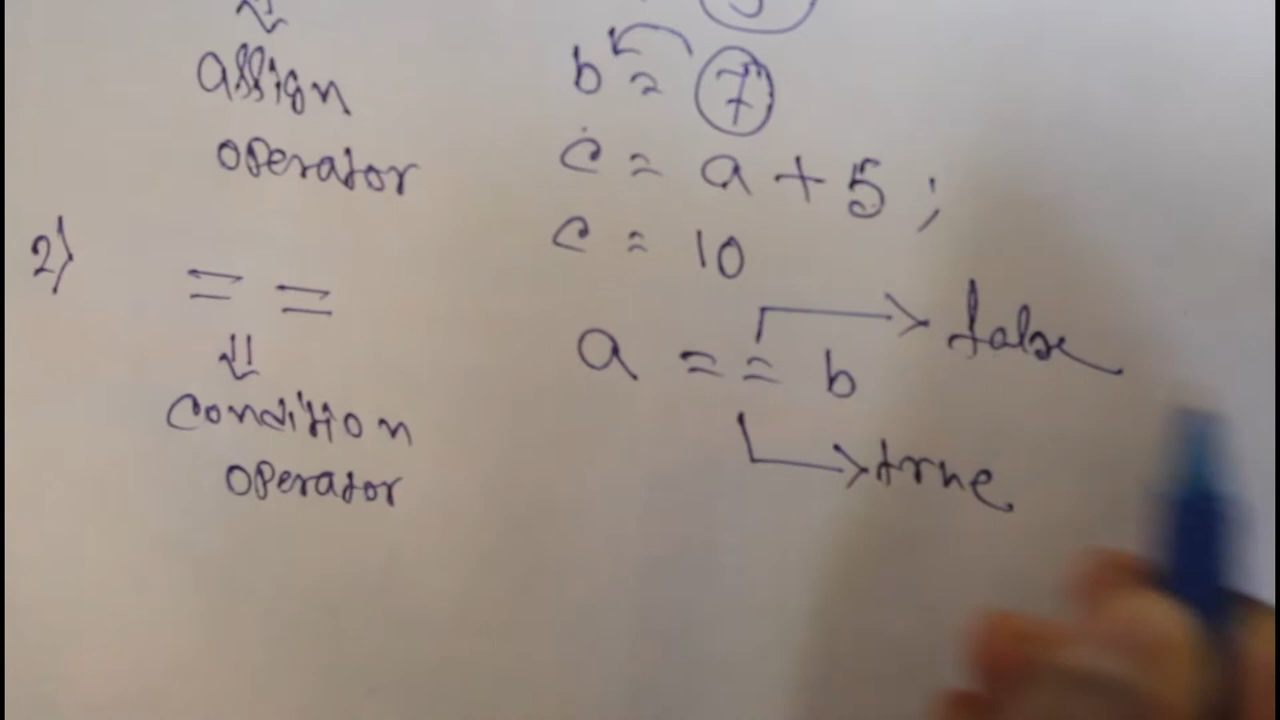 assign
operator
b = 7
c = a + 5 ;
c = 10
2)
= =
condition
operator
a == b
false
true